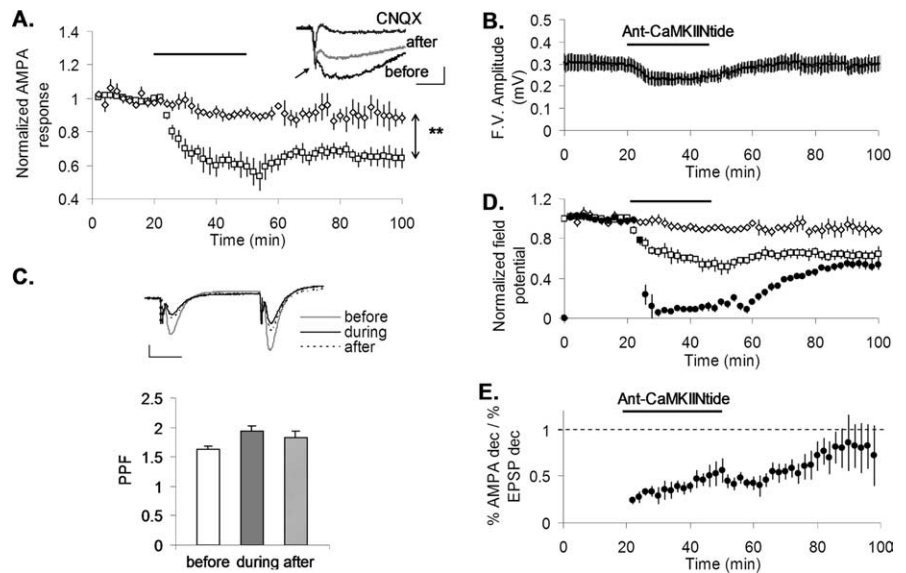 A.
Normalized AMPA
response
1.4
1.2
1
0.8
0.6
0.4
0
20
40
60
80
100
Time (min)
CNQX
after
before
**
B.
Ant-CaMKIINtide
F.V. Amplitude
(mV)
0.5
0.4
0.3
0.2
0.1
0
0
20
40
60
80
100
Time (min)
C.
before
during
after
PPF
2.5
2
1.5
1
0.5
0
before during after
D.
Normalized field
potential
1.2
0.8
0.4
0
0
20
40
60
80
100
Time (min)
E.
Ant-CaMKIINtide
% AMPA dec / %
EPSP dec
1
0.5
0
0
20
40
60
80
100
Time (min)